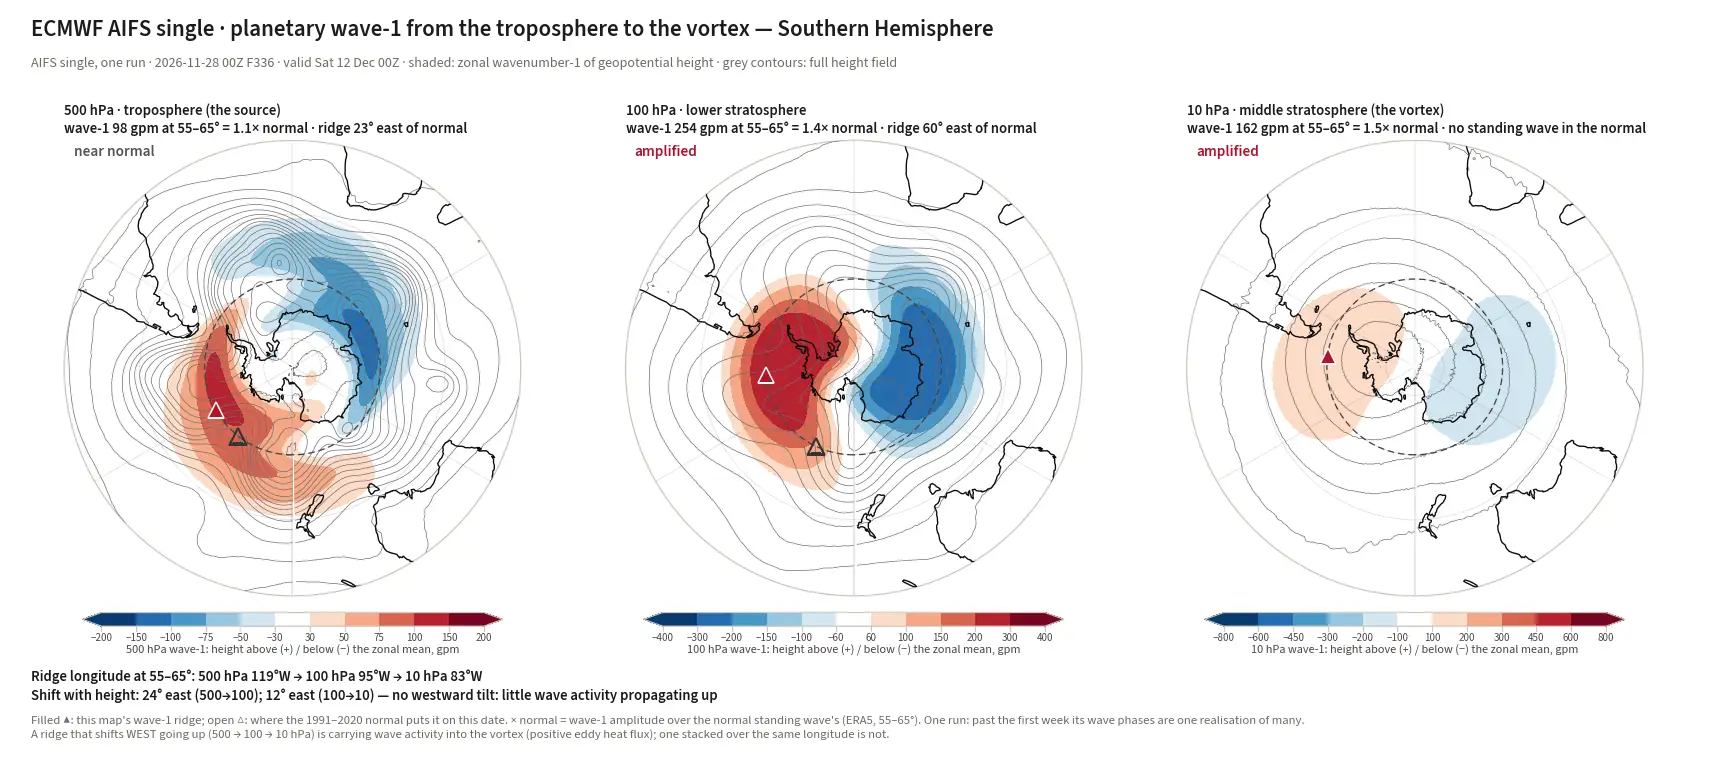 ECMWF AIFS single · planetary wave-1 from the troposphere to the vortex — Southern Hemisphere
AIFS single, one run · 2026-11-28 00Z F336 · valid Sat 12 Dec 00Z · shaded: zonal wavenumber-1 of geopotential height · grey contours: full height field
500 hPa · troposphere (the source)
wave-1 98 gpm at 55–65° = 1.1× normal · ridge 23° east of normal
near normal
100 hPa · lower stratosphere
wave-1 254 gpm at 55–65° = 1.4× normal · ridge 60° east of normal
amplified
10 hPa · middle stratosphere (the vortex)
wave-1 162 gpm at 55–65° = 1.5× normal · no standing wave in the normal
amplified
−200 −150 −100 −75 −50 −30 30 50 75 100 150 200
500 hPa wave-1: height above (+) / below (−) the zonal mean, gpm
−400 −300 −200 −150 −100 −60 60 100 150 200 300 400
100 hPa wave-1: height above (+) / below (−) the zonal mean, gpm
−800 −600 −450 −300 −200 −100 100 200 300 450 600 800
10 hPa wave-1: height above (+) / below (−) the zonal mean, gpm
Ridge longitude at 55–65°: 500 hPa 119°W → 100 hPa 95°W → 10 hPa 83°W
Shift with height: 24° east (500→100); 12° east (100→10) — no westward tilt: little wave activity propagating up
Filled ▲: this map's wave-1 ridge; open △: where the 1991–2020 normal puts it on this date. × normal = wave-1 amplitude over the normal standing wave's (ERA5, 55–65°). One run: past the first week its wave phases are one realisation of many.
A ridge that shifts WEST going up (500 → 100 → 10 hPa) is carrying wave activity into the vortex (positive eddy heat flux); one stacked over the same longitude is not.